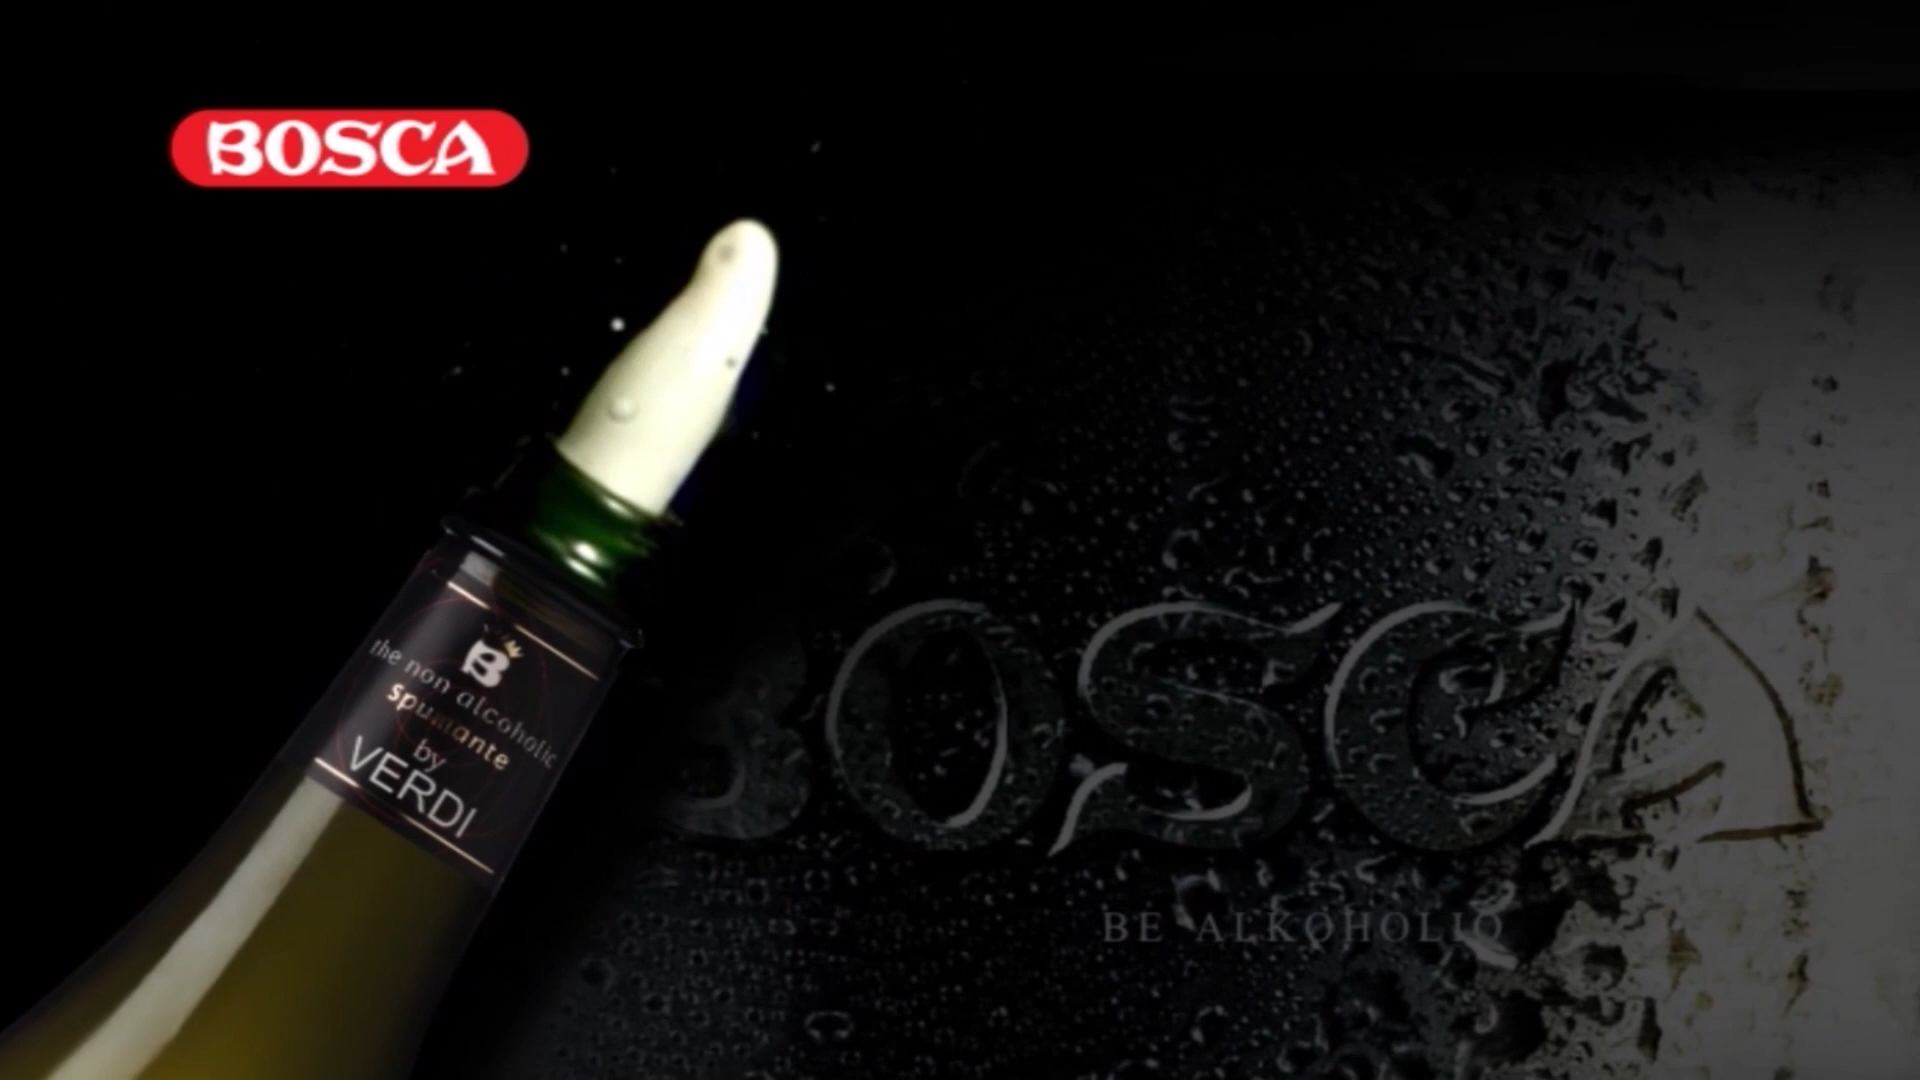 BOSCA
B
the non alcoholic
spumante
by
VERDI
BOSCA
BE ALKOHOLIO